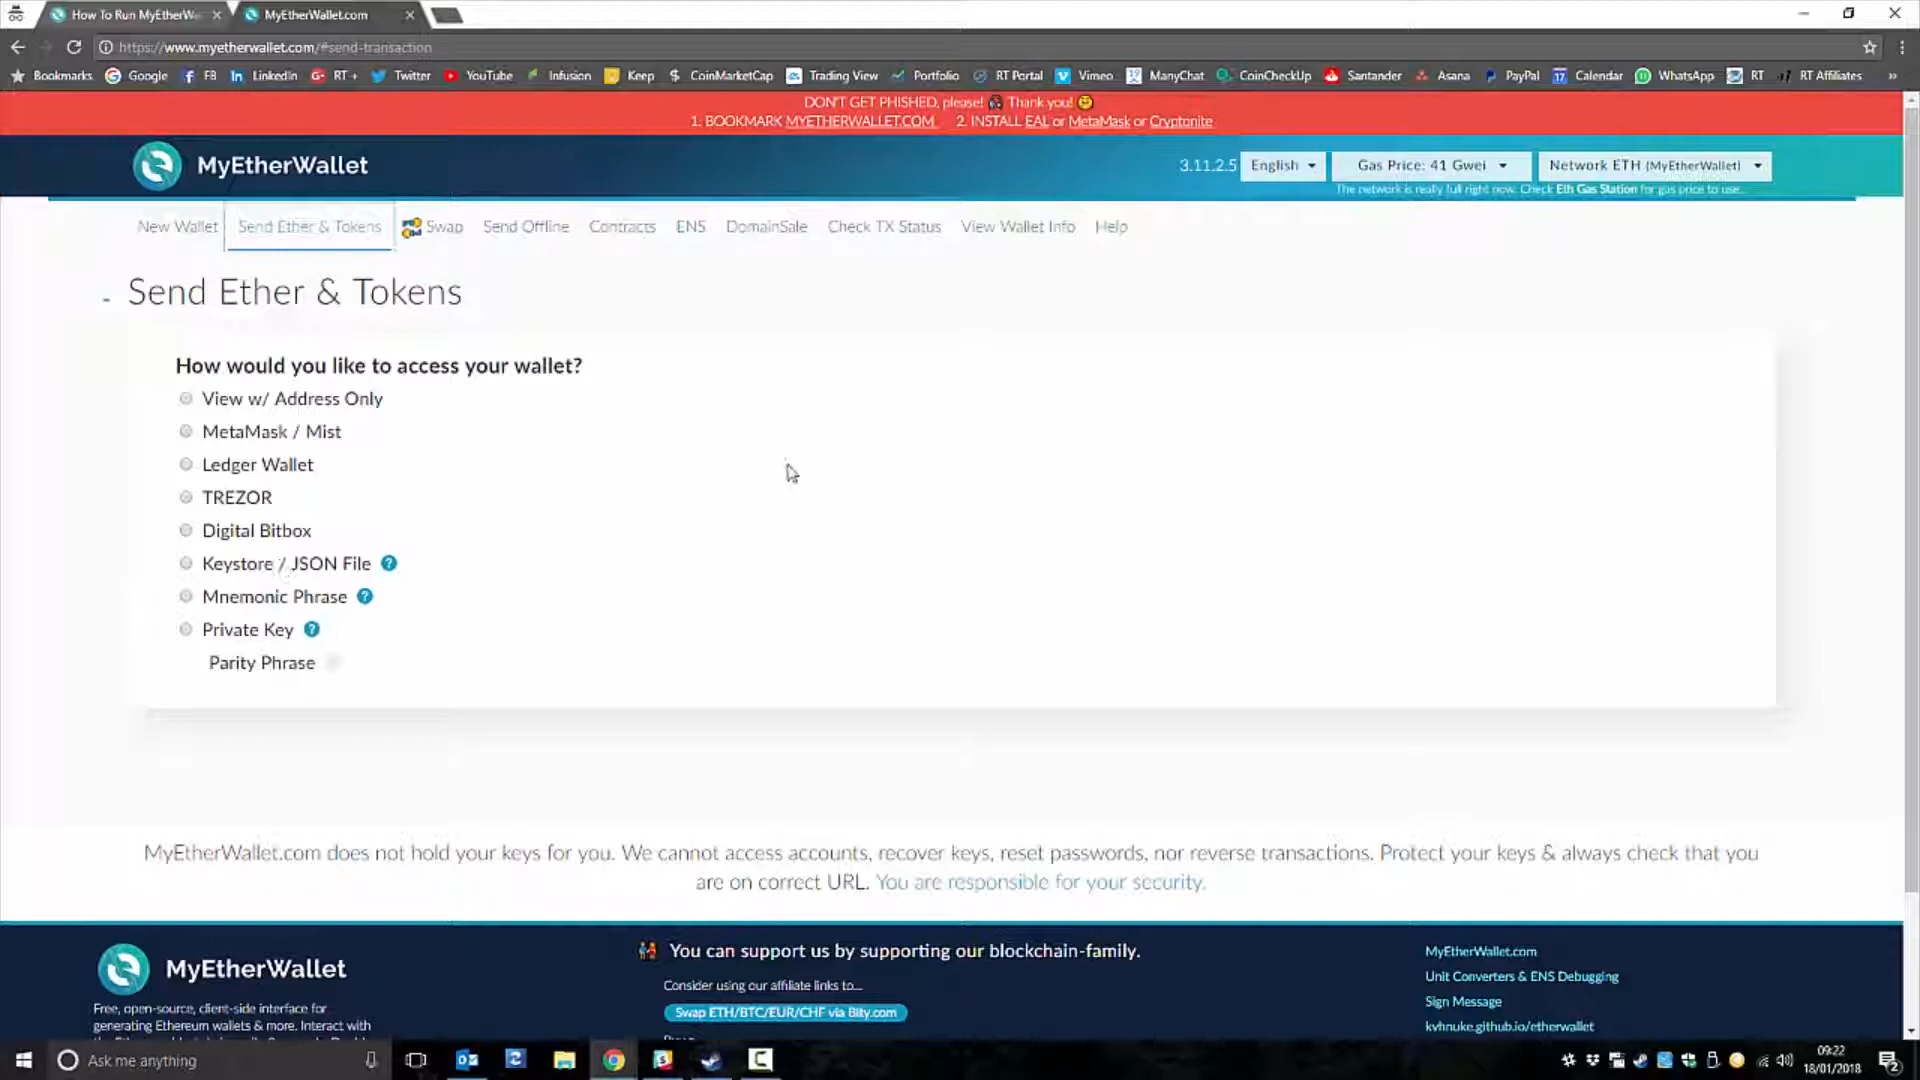 How To Run MyEtherW
MyEtherWallet.com
https://www.myetherwallet.com/#send-transaction
Bookmarks Google FB LinkedIn RT + Twitter YouTube Infusion Keep CoinMarketCap Trading View Portfolio RT Portal Vimeo ManyChat CoinCheckUp Santander Asana PayPal Calendar WhatsApp RT RT Affiliates »
DON'T GET PHISHED, please! Thank you!
1. BOOKMARK MYETHERWALLET.COM 2. INSTALL EAL or MetaMask or Cryptonite
MyEtherWallet
3.11.2.5 English Gas Price: 41 Gwei Network ETH (MyEtherWallet)
The network is really full right now. Check Eth Gas Station for gas price to use...
New Wallet Send Ether & Tokens Swap Send Offline Contracts ENS DomainSale Check TX Status View Wallet Info Help
- Send Ether & Tokens
How would you like to access your wallet?
View w/ Address Only
MetaMask / Mist
Ledger Wallet
TREZOR
Digital Bitbox
Keystore / JSON File ?
Mnemonic Phrase ?
Private Key ?
Parity Phrase
MyEtherWallet.com does not hold your keys for you. We cannot access accounts, recover keys, reset passwords, nor reverse transactions. Protect your keys & always check that you
are on correct URL. You are responsible for your security.
MyEtherWallet
Free, open-source, client-side interface for
generating Ethereum wallets & more. Interact with
You can support us by supporting our blockchain-family.
Consider using our affiliate links to...
Swap ETH/BTC/EUR/CHF via Bity.com
MyEtherWallet.com
Unit Converters & ENS Debugging
Sign Message
kvhnuke.github.io/etherwallet
Ask me anything
09:22
18/01/2018
2